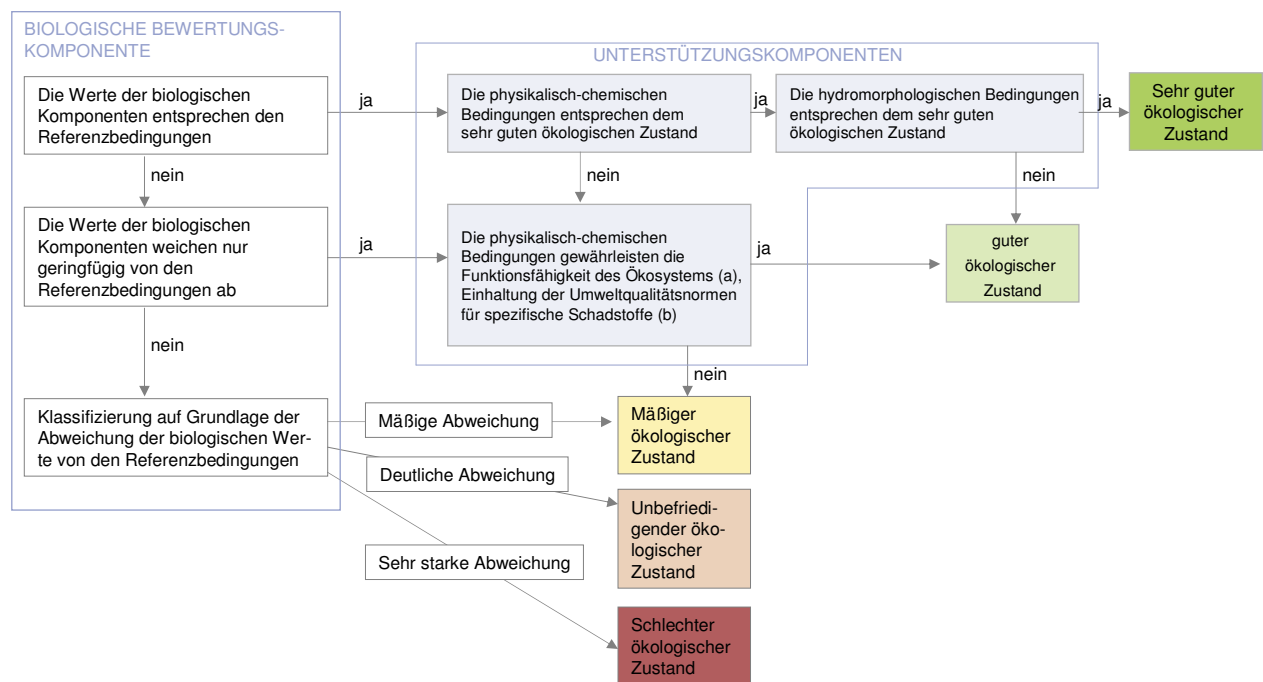 BIOLOGISCHE BEWERTUNGS-
KOMPONENTE
UNTERSTÜTZUNGSKOMPONENTEN
Die Werte der biologischen
Komponenten entsprechen den
Referenzbedingungen
ja
Die physikalisch-chemischen
Bedingungen entsprechen dem
sehr guten ökologischen Zustand
ja
Die hydromorphologischen Bedingungen
entsprechen dem sehr guten
ökologischen Zustand
ja
Sehr guter
ökologischer
Zustand
nein
nein
nein
Die Werte der biologischen
Komponenten weichen nur
geringfügig von den
Referenzbedingungen ab
ja
Die physikalisch-chemischen
Bedingungen gewährleisten die
Funktionsfähigkeit des Ökosystems (a),
Einhaltung der Umweltqualitätsnormen
für spezifische Schadstoffe (b)
ja
guter
ökologischer
Zustand
nein
nein
Klassifizierung auf Grundlage der
Abweichung der biologischen Wer-
te von den Referenzbedingungen
Mäßige Abweichung
Mäßiger
ökologischer
Zustand
Deutliche Abweichung
Unbefriedi-
gender öko-
logischer
Zustand
Sehr starke Abweichung
Schlechter
ökologischer
Zustand